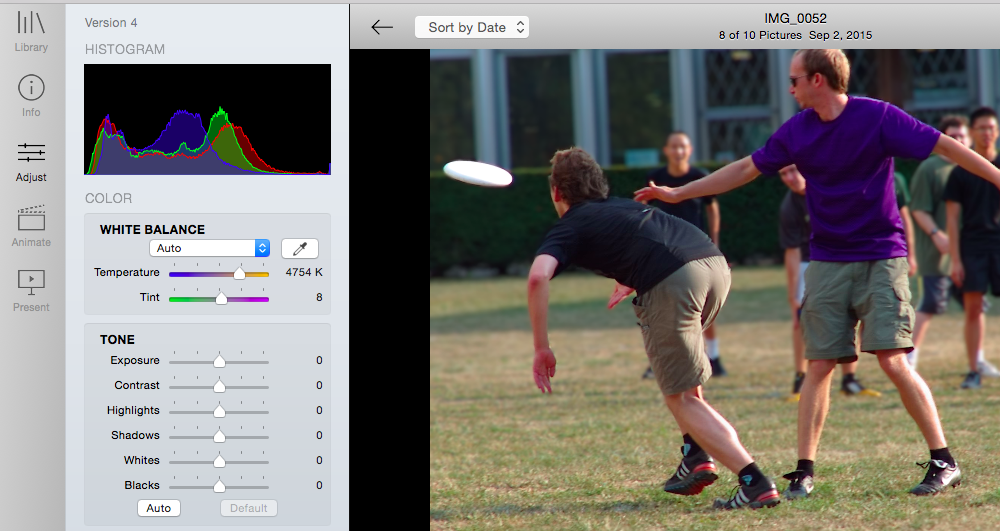 Library
Info
Adjust
Animate
Present
Version 4
HISTOGRAM
COLOR
WHITE BALANCE
Auto
Temperature 4754 K
Tint 8
TONE
Exposure 0
Contrast 0
Highlights 0
Shadows 0
Whites 0
Blacks 0
Auto Default
Sort by Date
IMG_0052
8 of 10 Pictures Sep 2, 2015